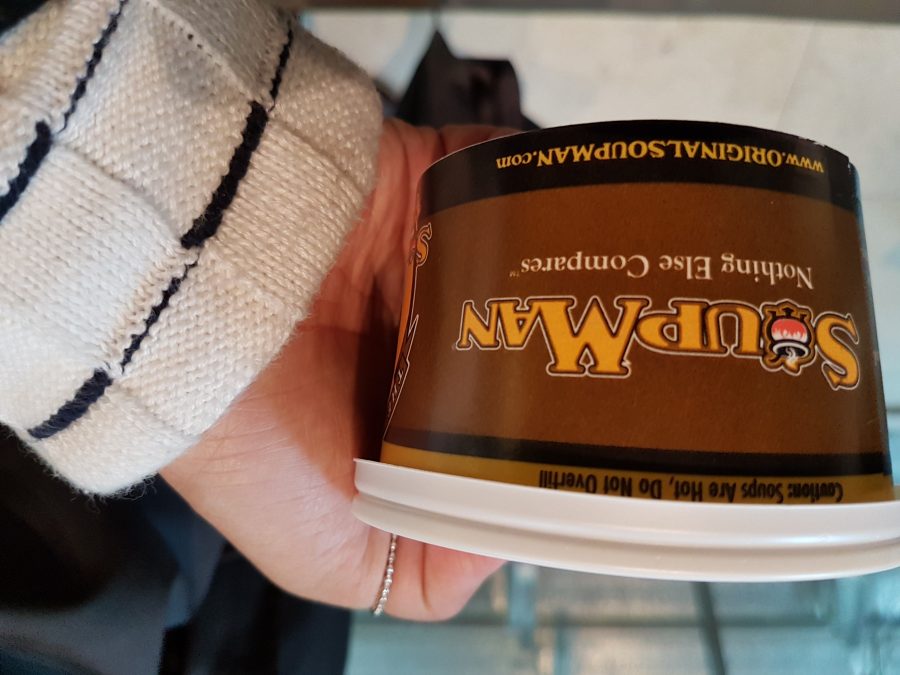 Caution: Soups Are Hot, Do Not Overfill
SOUPMAN
Nothing Else Compares™
www.ORIGINALSOUPMAN.com